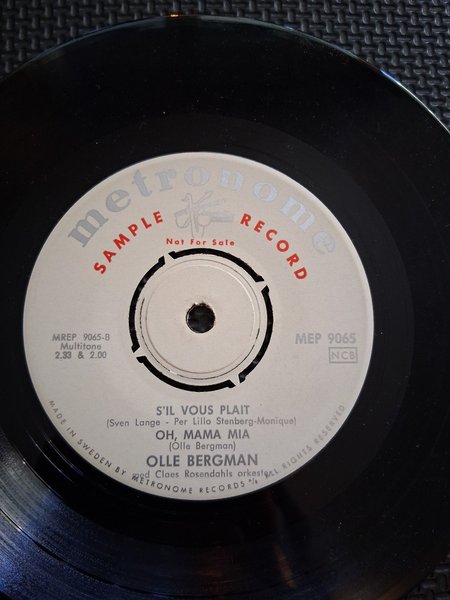 metronome
SAMPLE RECORD
Not For Sale
MREP 9065-B
Multitone
2.33 & 2.00
MEP 9065
NCB
S'IL VOUS PLAIT
(Sven Lange - Per Lillo Stenberg-Monique)
OH, MAMA MIA
(Olle Bergman)
OLLE BERGMAN
med Claes Rosendahls orkester
MADE IN SWEDEN BY METRONOME RECORDS A/B ALL RIGHTS RESERVED